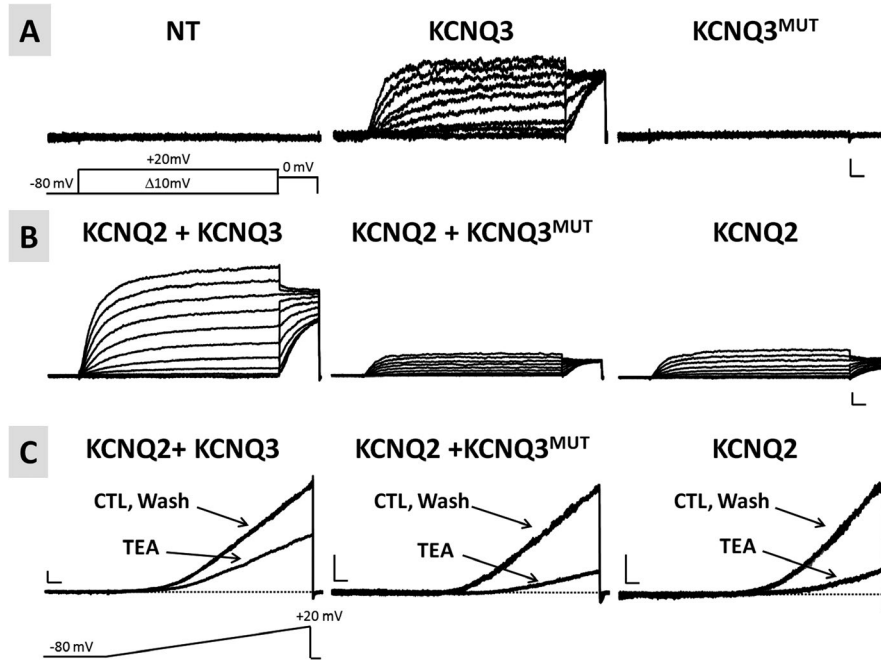 A
NT
KCNQ3
KCNQ3MUT
+20mV
0 mV
-80 mV
Δ10mV
B
KCNQ2 + KCNQ3
KCNQ2 + KCNQ3MUT
KCNQ2
C
KCNQ2+ KCNQ3
KCNQ2 +KCNQ3MUT
KCNQ2
CTL, Wash
CTL, Wash
CTL, Wash
TEA
TEA
TEA
+20 mV
-80 mV